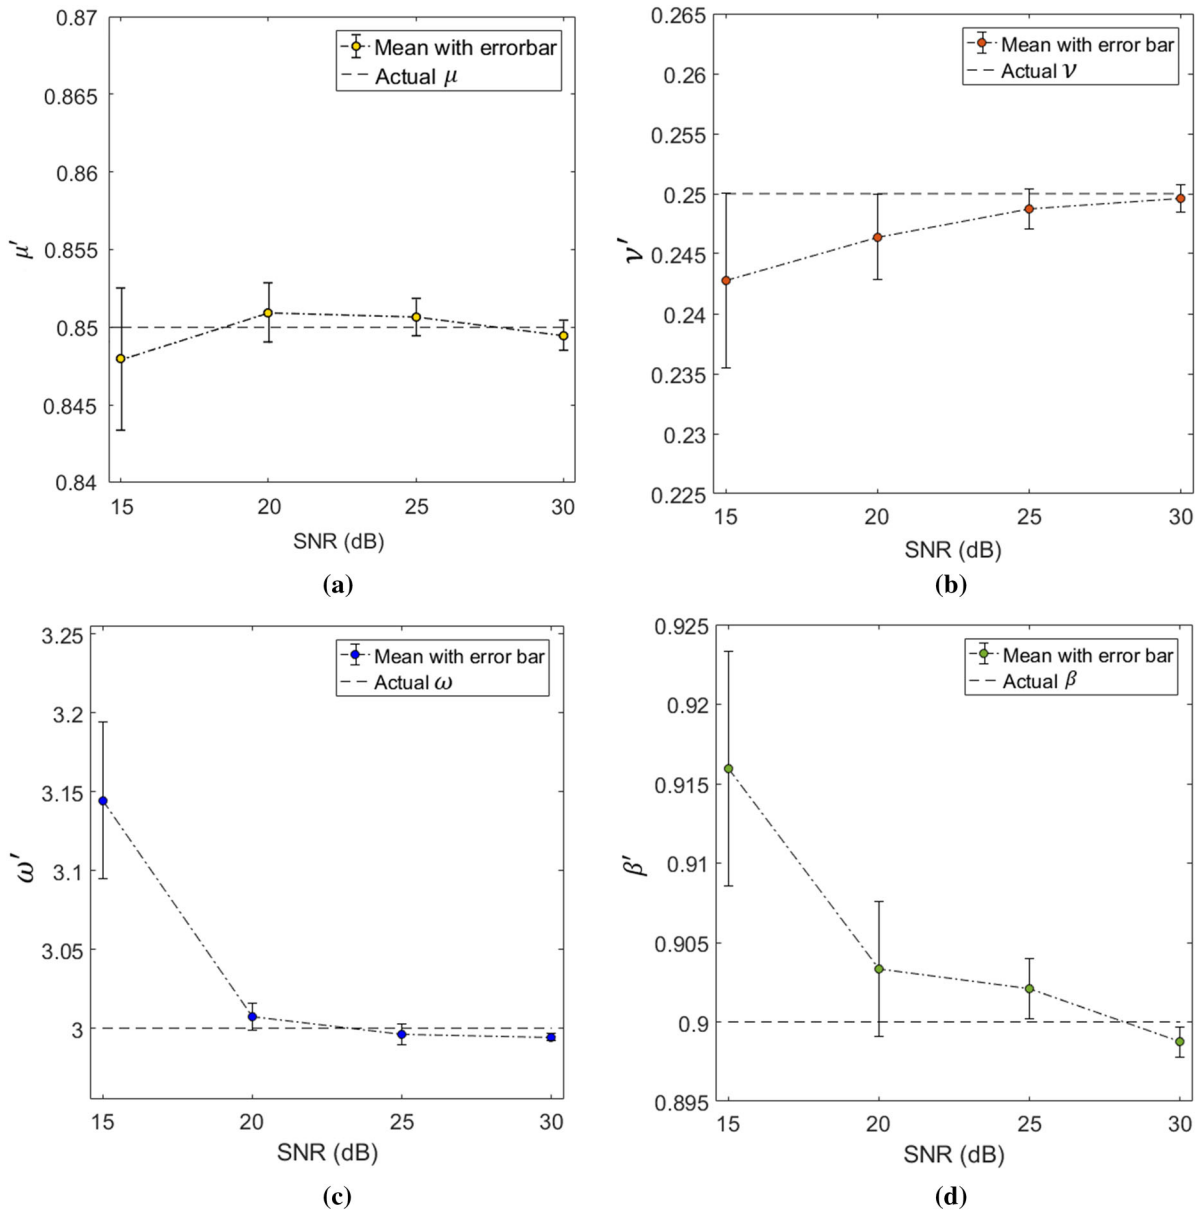 0.87
0.865
0.86
0.855
0.85
0.845
0.84
μ′
Mean with errorbar
Actual μ
15 20 25 30
SNR (dB)
(a)
0.265
0.26
0.255
0.25
0.245
0.24
0.235
0.23
0.225
ν′
Mean with error bar
Actual ν
15 20 25 30
SNR (dB)
(b)
3.25
3.2
3.15
3.1
3.05
3
ω′
Mean with error bar
Actual ω
15 20 25 30
SNR (dB)
(c)
0.925
0.92
0.915
0.91
0.905
0.9
0.895
β′
Mean with error bar
Actual β
15 20 25 30
SNR (dB)
(d)